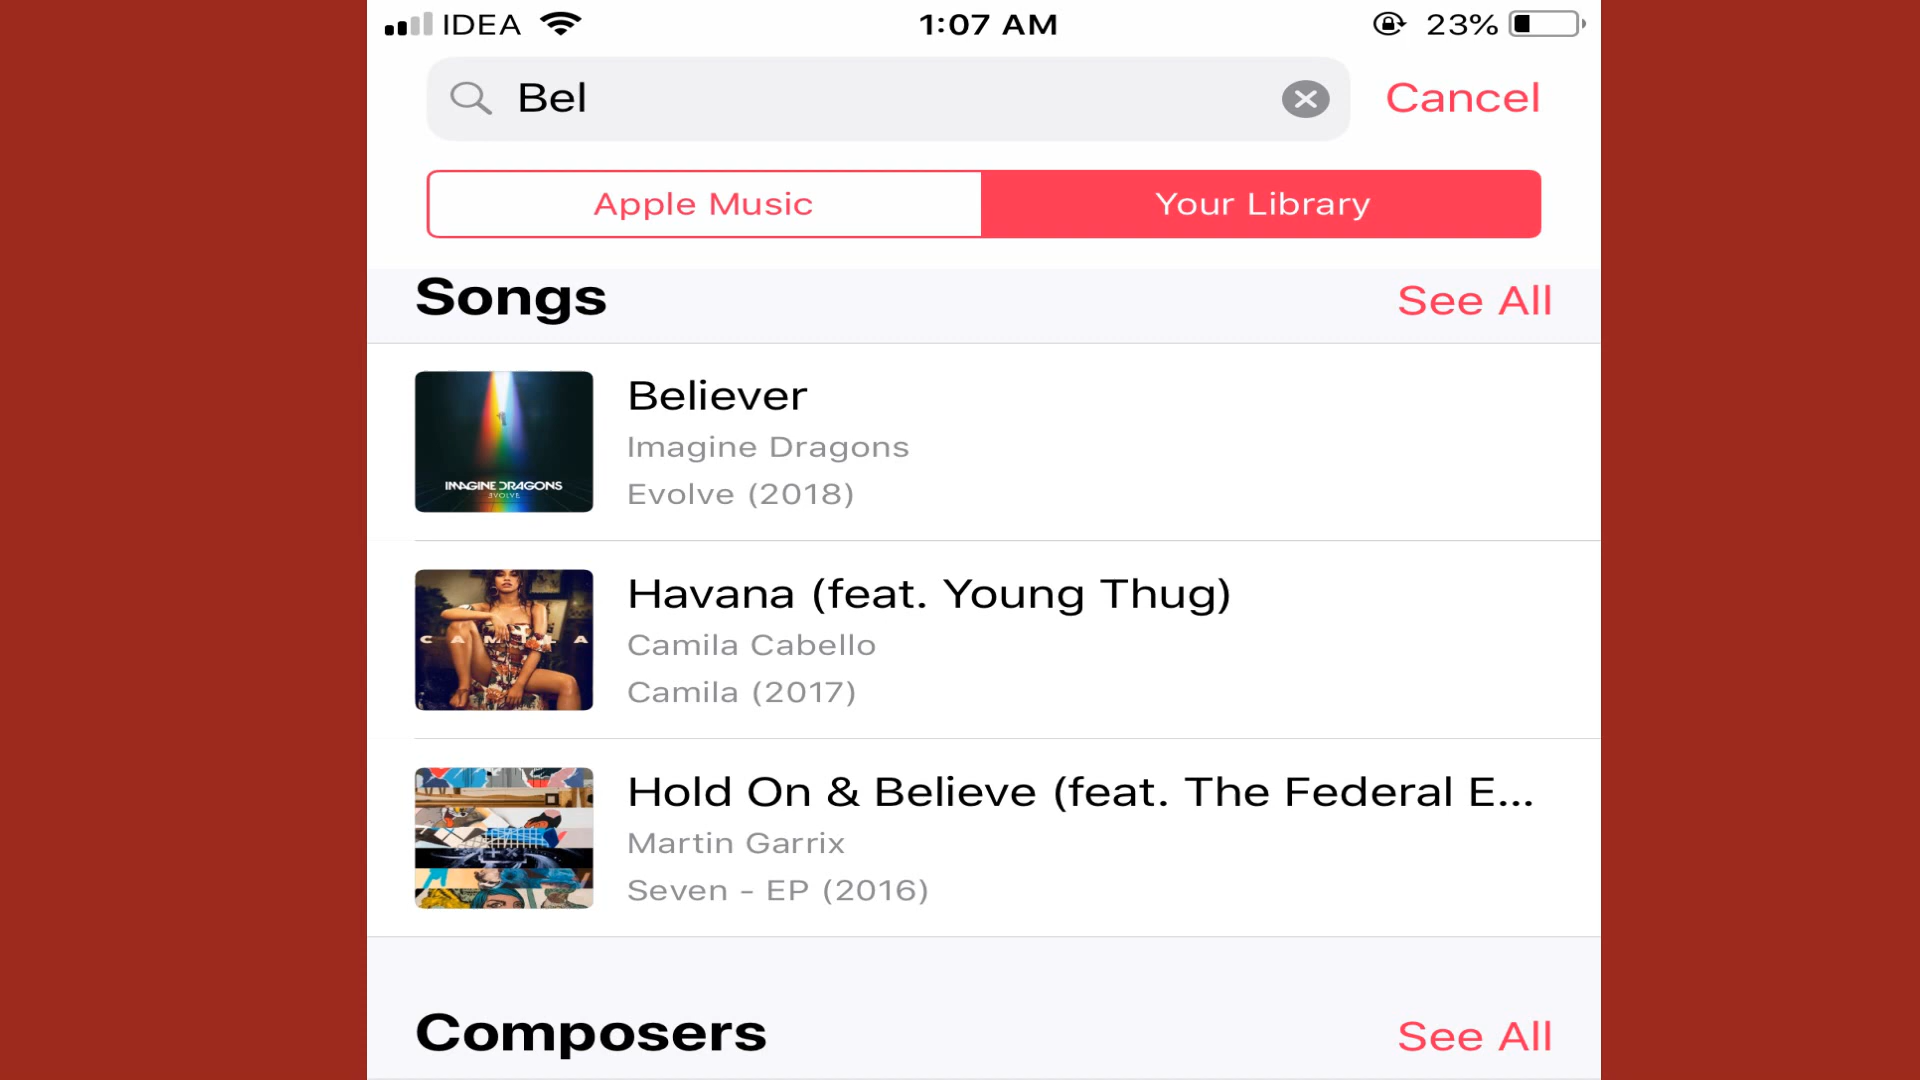 IDEA 1:07 AM 23%
Bel Cancel
Apple Music Your Library
Songs See All
IMAGINE DRAGONS
EVOLVE
Believer
Imagine Dragons
Evolve (2018)
CAMILA
Havana (feat. Young Thug)
Camila Cabello
Camila (2017)
Hold On & Believe (feat. The Federal E...
Martin Garrix
Seven - EP (2016)
Composers See All